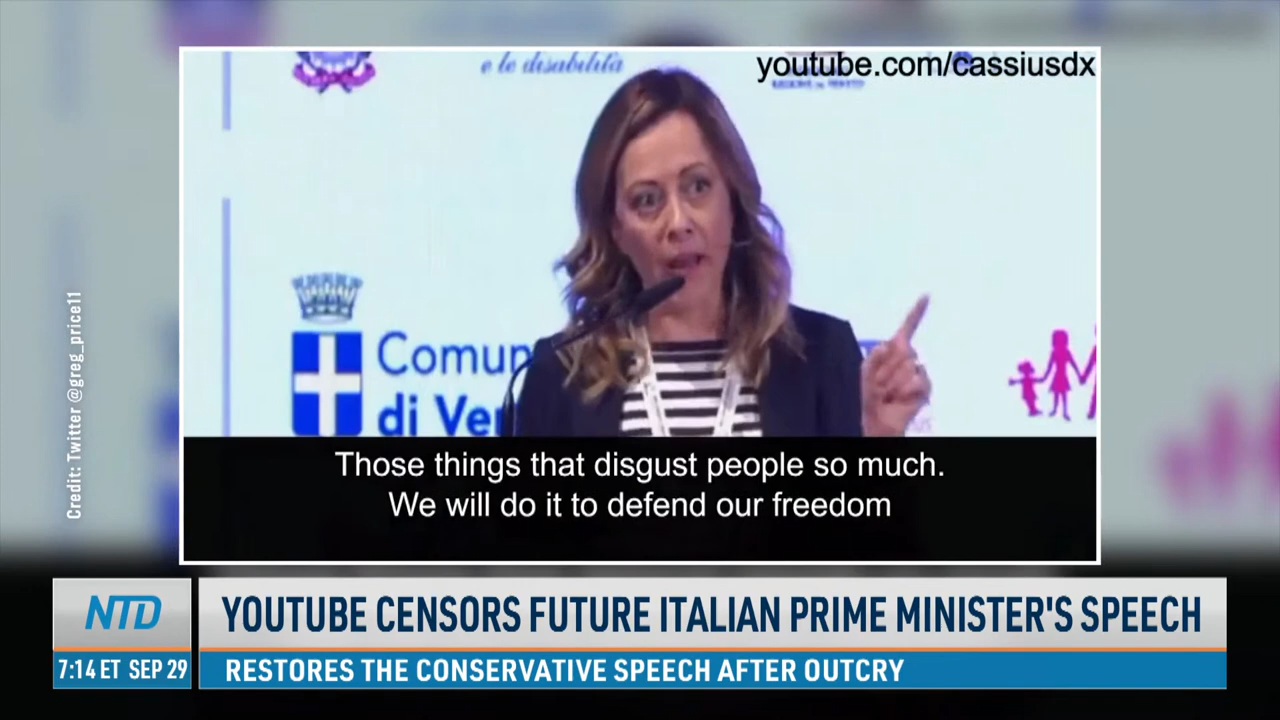 e le disabilità
youtube.com/cassiusdx
Comun
di Ver
Those things that disgust people so much.
We will do it to defend our freedom
Credit: Twitter @greg_price11
NTD
YOUTUBE CENSORS FUTURE ITALIAN PRIME MINISTER'S SPEECH
7:14 ET SEP 29
RESTORES THE CONSERVATIVE SPEECH AFTER OUTCRY